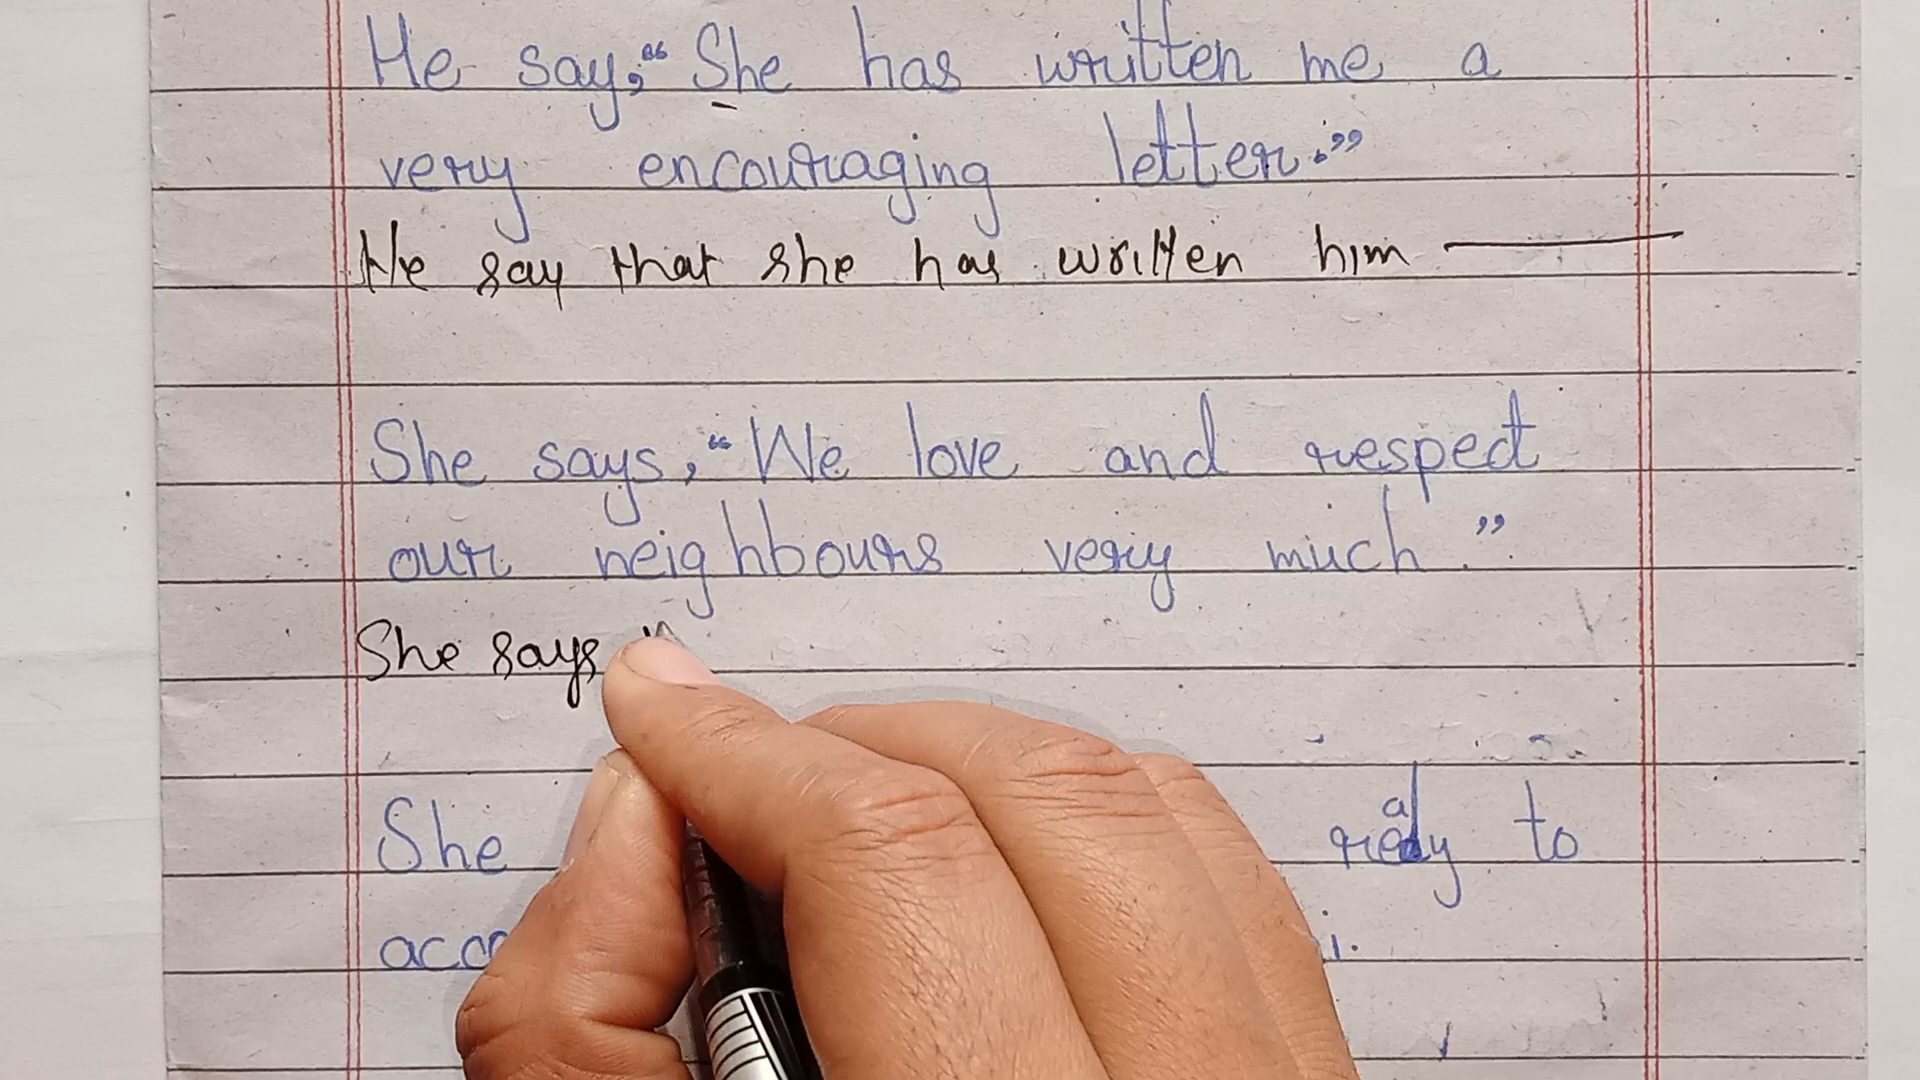 He say, “She has written me a
very encouraging letter.”
He say that she has written him ———
She says, “We love and respect
our neighbours very much.”
She says
She ready to